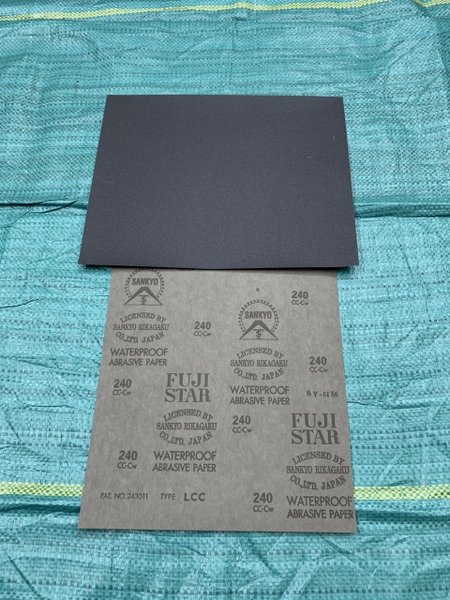 SANKYO
240
CC-Cw
SANKYO
LICENSED BY
SANKYO RIKAGAKU
CO.,LTD, JAPAN
240
CC-Cw
WATERPROOF
ABRASIVE PAPER
LICENSED BY
SANKYO RIKAGAKU
CO.,LTD, JAPAN
240
CC-Cw
240
CC-Cw
FUJI
STAR
WATERPROOF
ABRASIVE PAPER
LICENSED BY
SANKYO RIKAGAKU
CO.,LTD, JAPAN
240
CC-Cw
FUJI
STAR
240
CC-Cw
WATERPROOF
ABRASIVE PAPER
LICENSED BY
SANKYO RIKAGAKU
CO.,LTD, JAPAN
PAT. NO. 243011 TYPE LCC
240
CC-Cw
WATERPROOF
ABRASIVE PAPER